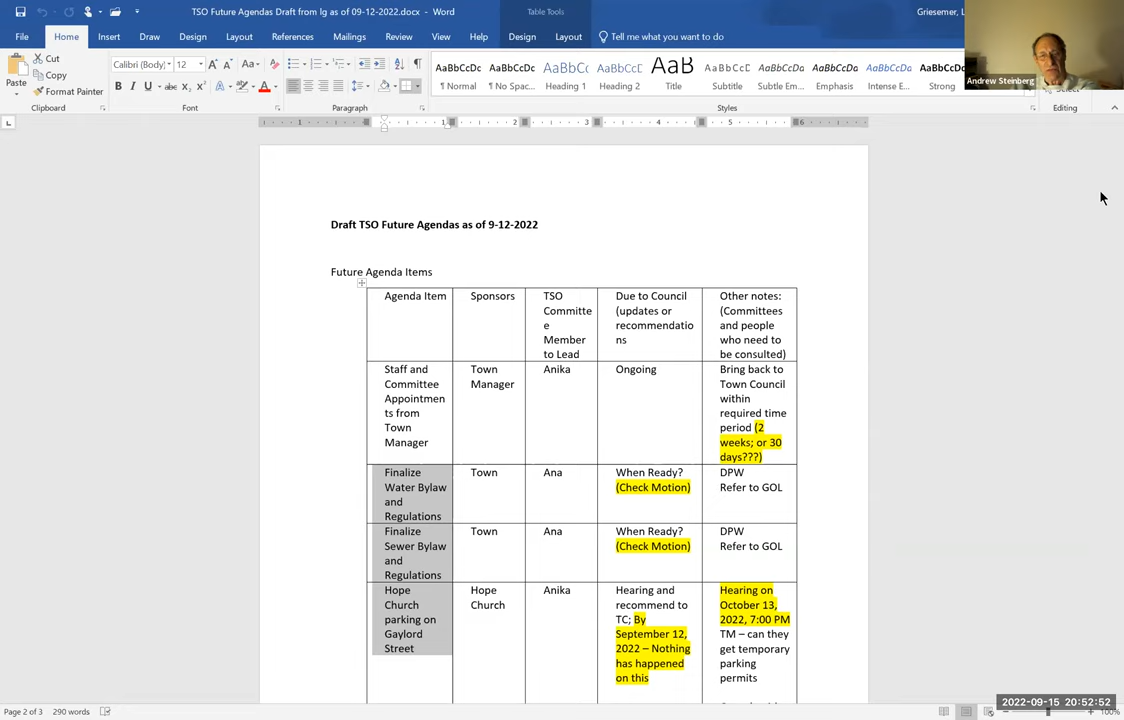 TSO Future Agendas Draft from lg as of 09-12-2022.docx - Word
Table Tools
Griesemer, L
File
Home
Insert
Draw
Design
Layout
References
Mailings
Review
View
Help
Design
Layout
Tell me what you want to do
Andrew Steinberg
Paste
Cut
Copy
Format Painter
Clipboard
Calibri (Body)
12
Font
Paragraph
AaBbCcDc
¶ Normal
AaBbCcDc
¶ No Spac...
AaBbCcC
Heading 1
AaBbCcD
Heading 2
AaB
Title
AaBbCcC
Subtitle
AaBbCcDc
Subtle Em...
AaBbCcDc
Emphasis
AaBbCcDc
Intense E...
AaBbCcDc
Strong
Styles
Editing
Draft TSO Future Agendas as of 9-12-2022
Future Agenda Items
Agenda Item
Sponsors
TSO
Committe
e
Member
to Lead
Due to Council
(updates or
recommendatio
ns
Other notes:
(Committees
and people
who need to
be consulted)
Staff and
Committee
Appointmen
ts from
Town
Manager
Town
Manager
Anika
Ongoing
Bring back to
Town Council
within
required time
period (2
weeks; or 30
days???)
Finalize
Water Bylaw
and
Regulations
Town
Ana
When Ready?
(Check Motion)
DPW
Refer to GOL
Finalize
Sewer Bylaw
and
Regulations
Town
Ana
When Ready?
(Check Motion)
DPW
Refer to GOL
Hope
Church
parking on
Gaylord
Street
Hope
Church
Anika
Hearing and
recommend to
TC; By
September 12,
2022 – Nothing
has happened
on this
Hearing on
October 13,
2022, 7:00 PM
TM – can they
get temporary
parking
permits
Page 2 of 3
290 words
2022-09-15 20:52:52
100%